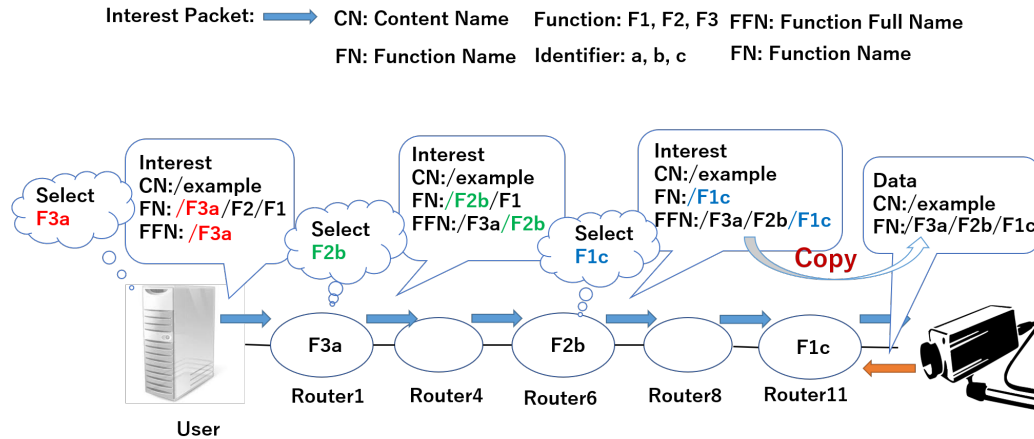 Interest Packet:
CN: Content Name Function: F1, F2, F3 FFN: Function Full Name
FN: Function Name Identifier: a, b, c FN: Function Name
Select
F3a
Interest
CN:/example
FN: /F3a/F2/F1
FFN: /F3a
Select
F2b
Interest
CN:/example
FN:/F2b/F1
FFN:/F3a/F2b
Select
F1c
Interest
CN:/example
FN:/F1c
FFN:/F3a/F2b/F1c
Copy
Data
CN:/example
FN:/F3a/F2b/F1c
F3a
F2b
F1c
Router1
Router4
Router6
Router8
Router11
User